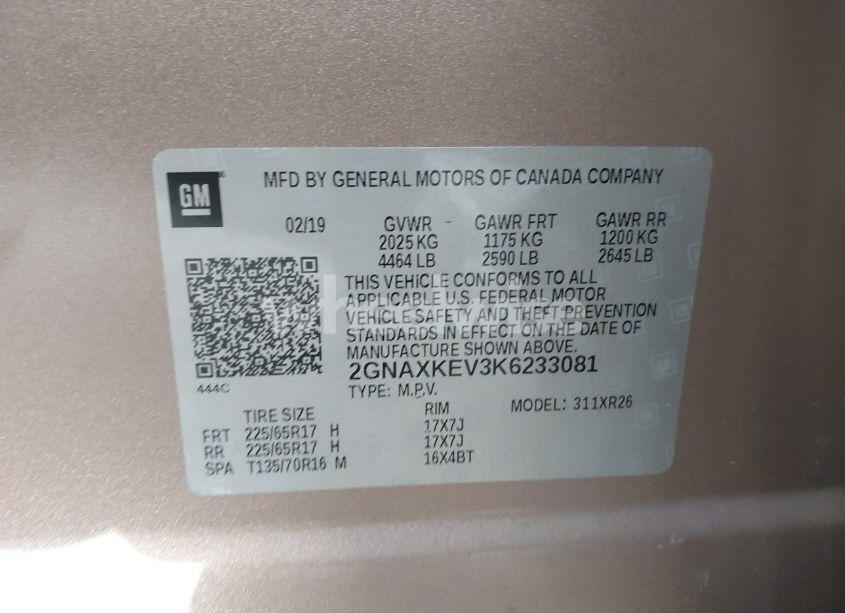 GM
MFD BY GENERAL MOTORS OF CANADA COMPANY
02/19 GVWR GAWR FRT GAWR RR
2025 KG 1175 KG 1200 KG
4464 LB 2590 LB 2645 LB
THIS VEHICLE CONFORMS TO ALL
APPLICABLE U.S. FEDERAL MOTOR
VEHICLE SAFETY AND THEFT PREVENTION
STANDARDS IN EFFECT ON THE DATE OF
MANUFACTURE SHOWN ABOVE.
2GNAXKEV3K6233081
444C
TYPE: M.P.V.
TIRE SIZE RIM MODEL: 311XR26
FRT 225/65R17 H 17X7J
RR 225/65R17 H 17X7J
SPA T135/70R16 M 16X4BT